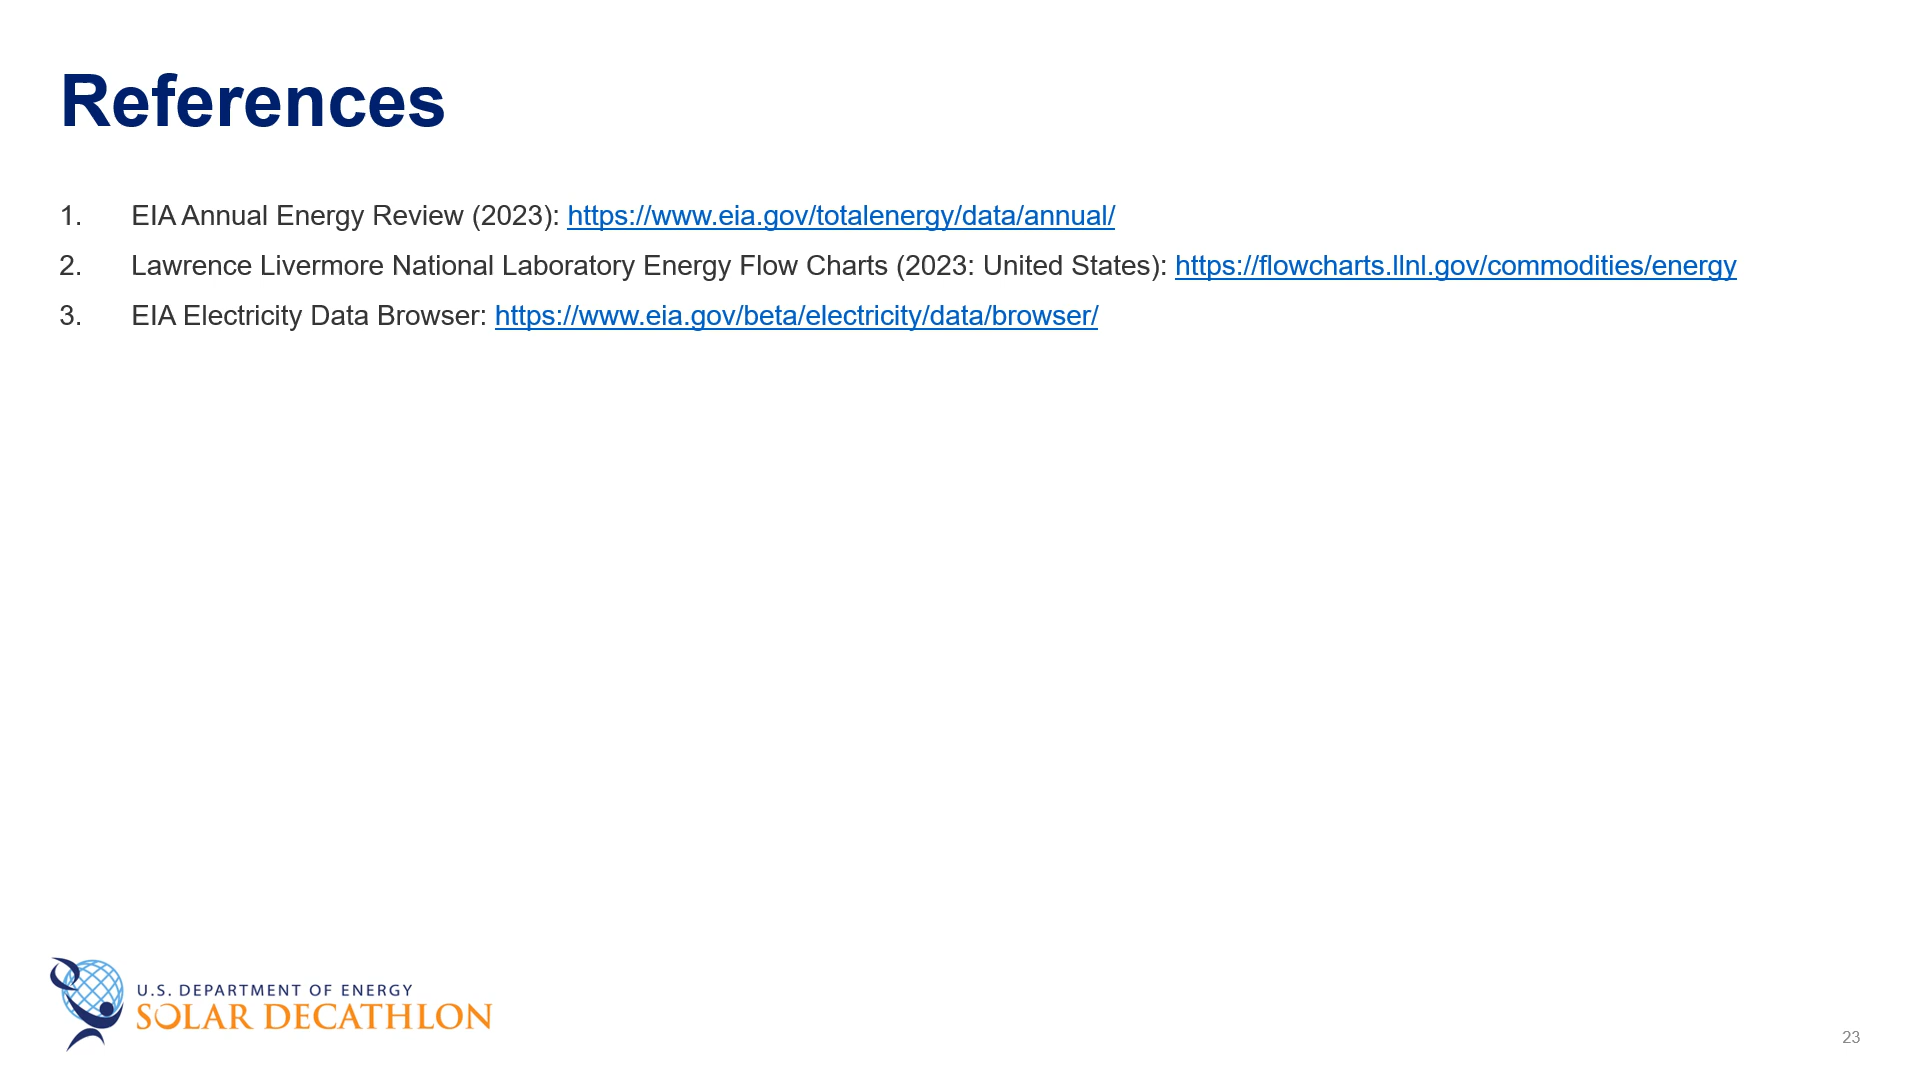 References
1. EIA Annual Energy Review (2023): https://www.eia.gov/totalenergy/data/annual/
2. Lawrence Livermore National Laboratory Energy Flow Charts (2023: United States): https://flowcharts.llnl.gov/commodities/energy
3. EIA Electricity Data Browser: https://www.eia.gov/beta/electricity/data/browser/
U.S. DEPARTMENT OF ENERGY
SOLAR DECATHLON
23